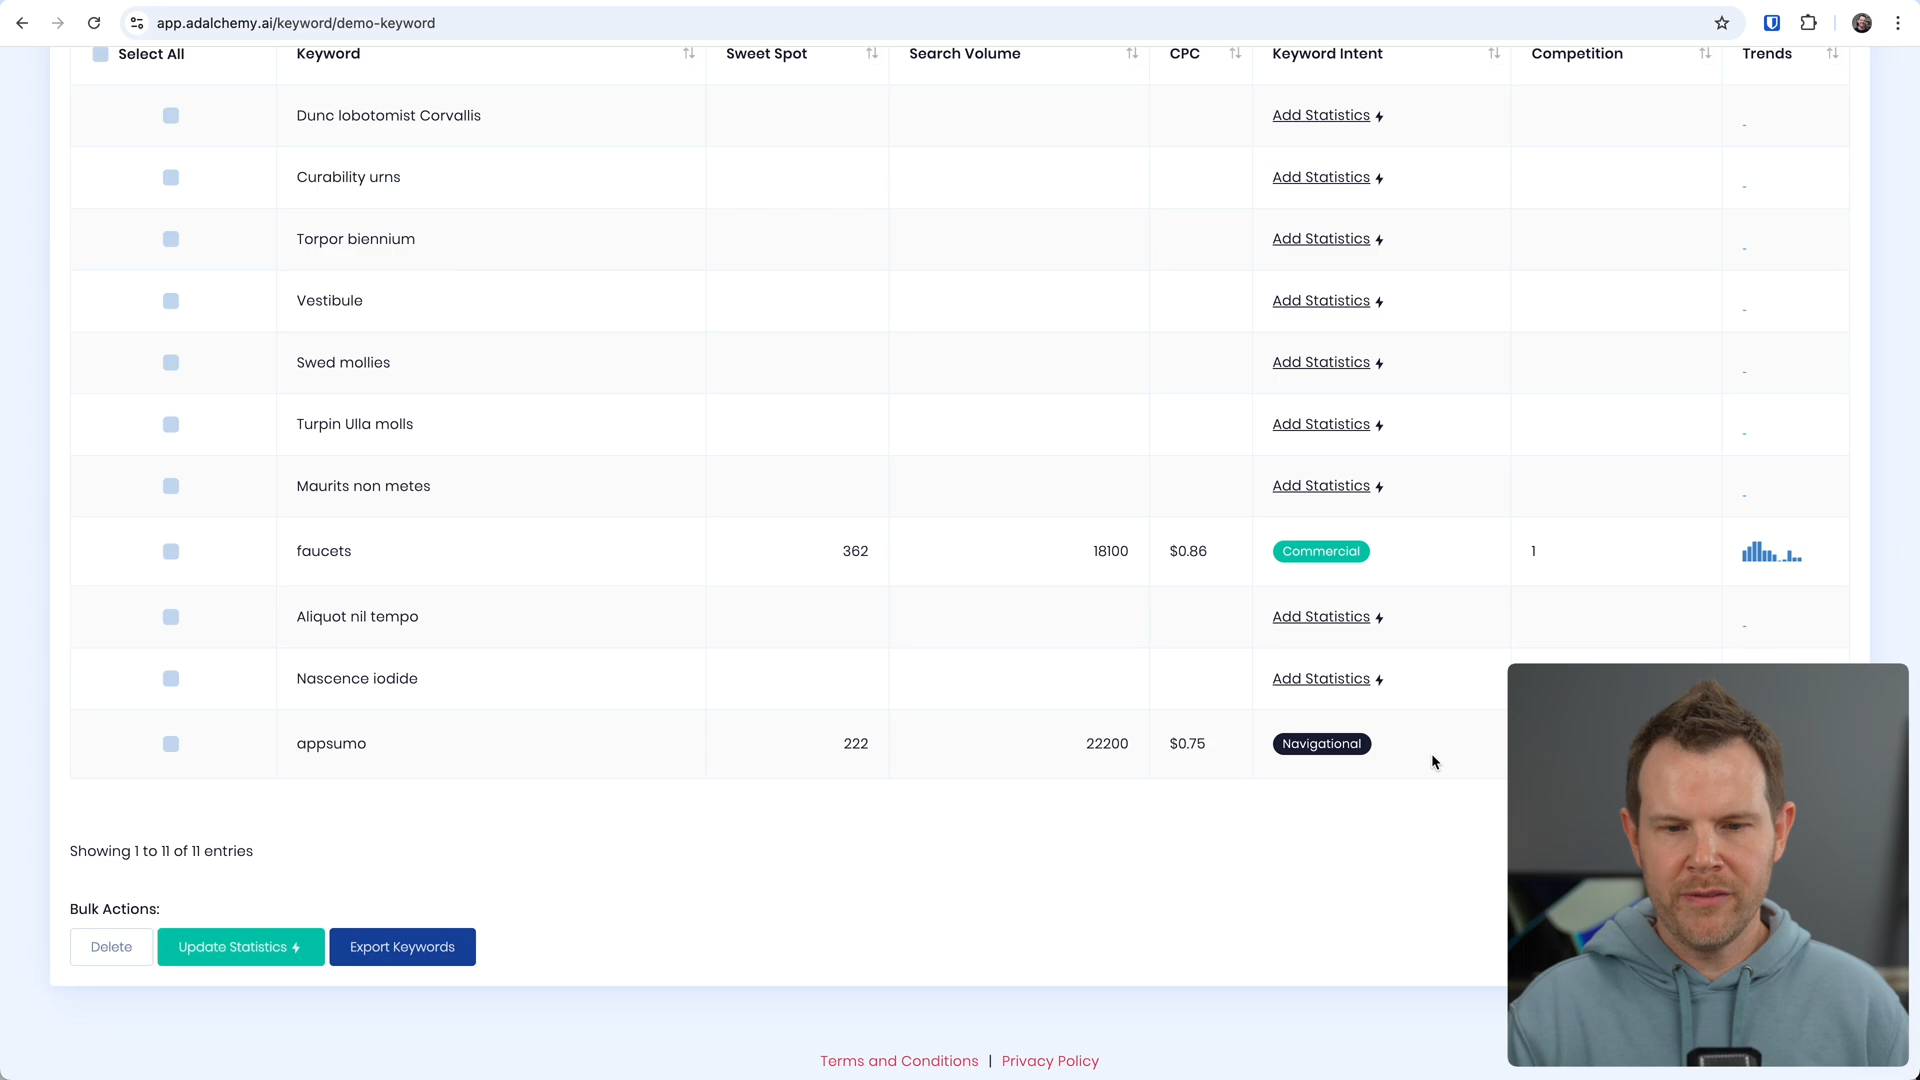 app.adalchemy.ai/keyword/demo-keyword
Select All Keyword Sweet Spot Search Volume CPC Keyword Intent Competition Trends
Dunc lobotomist Corvallis Add Statistics -
Curability urns Add Statistics -
Torpor biennium Add Statistics -
Vestibule Add Statistics -
Swed mollies Add Statistics -
Turpin Ulla molls Add Statistics -
Maurits non metes Add Statistics -
faucets 362 18100 $0.86 Commercial 1
Aliquot nil tempo Add Statistics -
Nascence iodide Add Statistics
appsumo 222 22200 $0.75 Navigational
Showing 1 to 11 of 11 entries
Bulk Actions:
Delete Update Statistics Export Keywords
Terms and Conditions | Privacy Policy